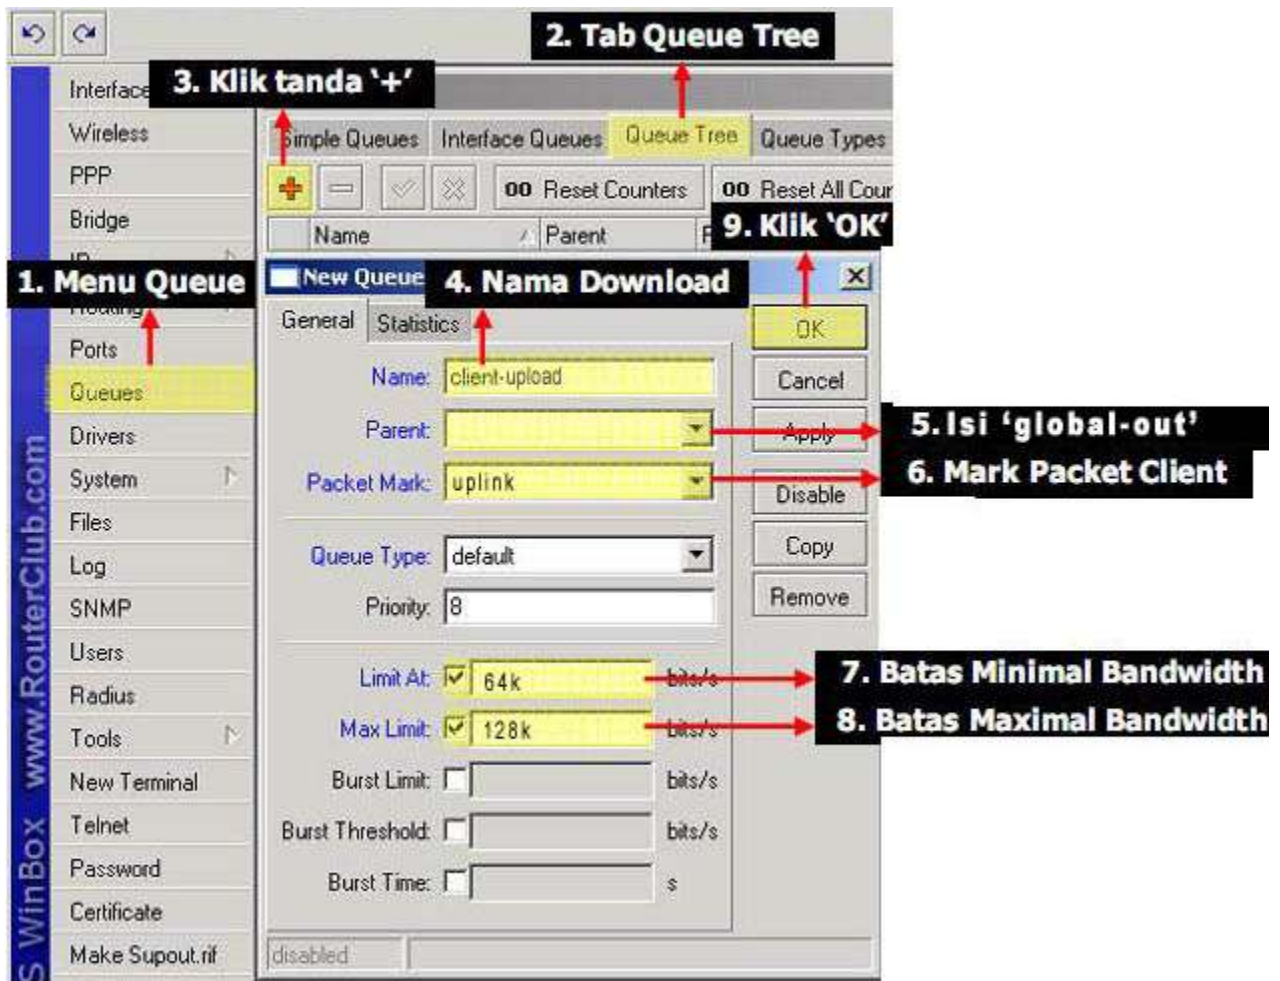 2. Tab Queue Tree
3. Klik tanda '+'
Interface
Wireless
PPP
Bridge
1. Menu Queue
Routing
Ports
Queues
Drivers
System
Files
Log
SNMP
Users
Radius
Tools
New Terminal
Telnet
Password
Certificate
Make Supout.rif
S WinBox www.RouterClub.com
Simple Queues Interface Queues Queue Tree Queue Types
00 Reset Counters 00 Reset All Cour
9. Klik 'OK'
Name Parent
New Queue
4. Nama Download
General Statistics
Name: client-upload
Parent:
Packet Mark: uplink
Queue Type: default
Priority: 8
Limit At: 64k bits/s
Max Limit: 128k bits/s
Burst Limit: bits/s
Burst Threshold: bits/s
Burst Time: s
disabled
OK
Cancel
Apply
Disable
Copy
Remove
5. Isi 'global-out'
6. Mark Packet Client
7. Batas Minimal Bandwidth
8. Batas Maximal Bandwidth